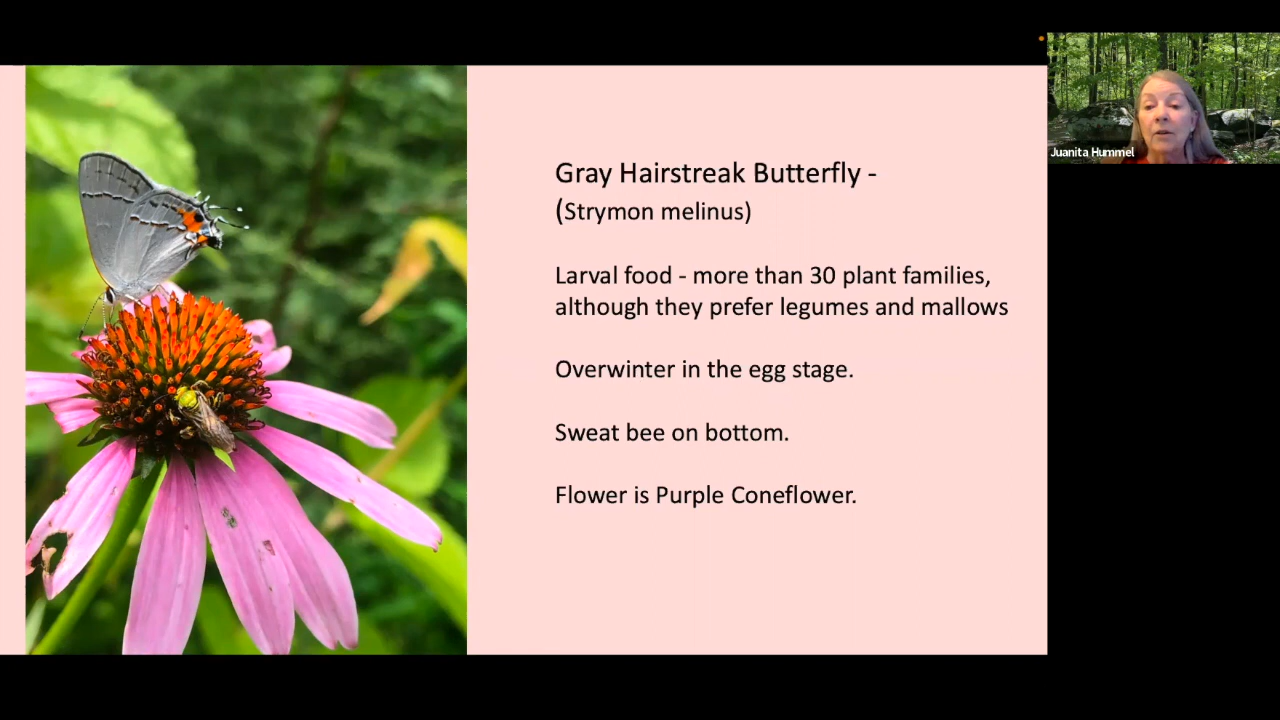 Gray Hairstreak Butterfly -
(Strymon melinus)
Larval food - more than 30 plant families,
although they prefer legumes and mallows
Overwinter in the egg stage.
Sweat bee on bottom.
Flower is Purple Coneflower.
Juanita Hummel